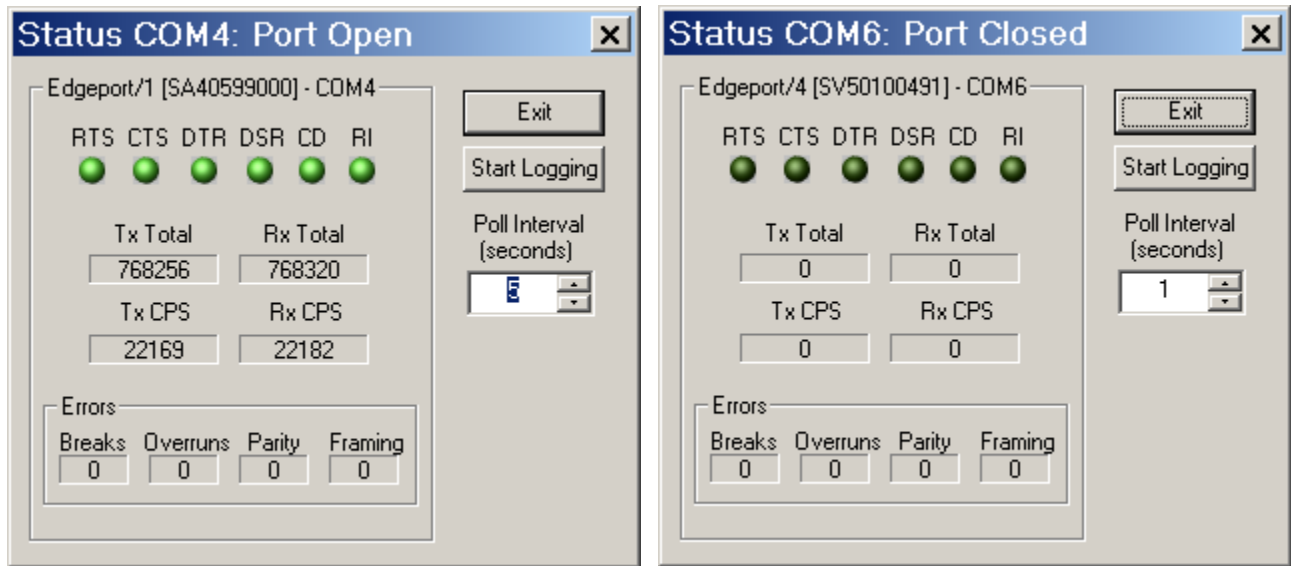 Status COM4: Port Open
Edgeport/1 [SA40599000] - COM4
RTS CTS DTR DSR CD RI
Tx Total Rx Total
768256 768320
Tx CPS Rx CPS
22169 22182
Errors
Breaks Overruns Parity Framing
0 0 0 0
Exit
Start Logging
Poll Interval
(seconds)
5
Status COM6: Port Closed
Edgeport/4 [SV50100491] - COM6
RTS CTS DTR DSR CD RI
Tx Total Rx Total
0 0
Tx CPS Rx CPS
0 0
Errors
Breaks Overruns Parity Framing
0 0 0 0
Exit
Start Logging
Poll Interval
(seconds)
1